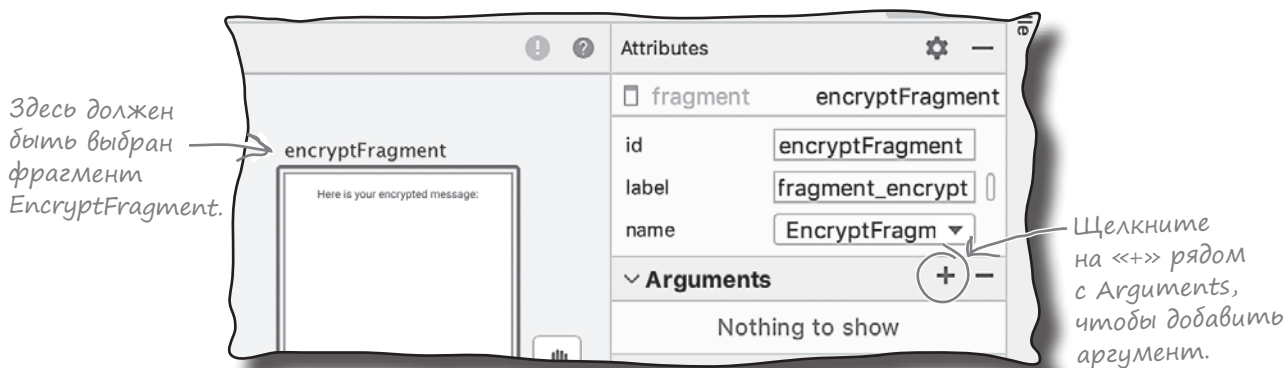 Здесь должен
быть выбран
фрагмент
EncryptFragment.
encryptFragment
Here is your encrypted message:
Attributes
fragment encryptFragment
id encryptFragment
label fragment_encrypt
name EncryptFragm
Arguments
Nothing to show
Щелкните
на «+» рядом
с Arguments,
чтобы добавить
аргумент.